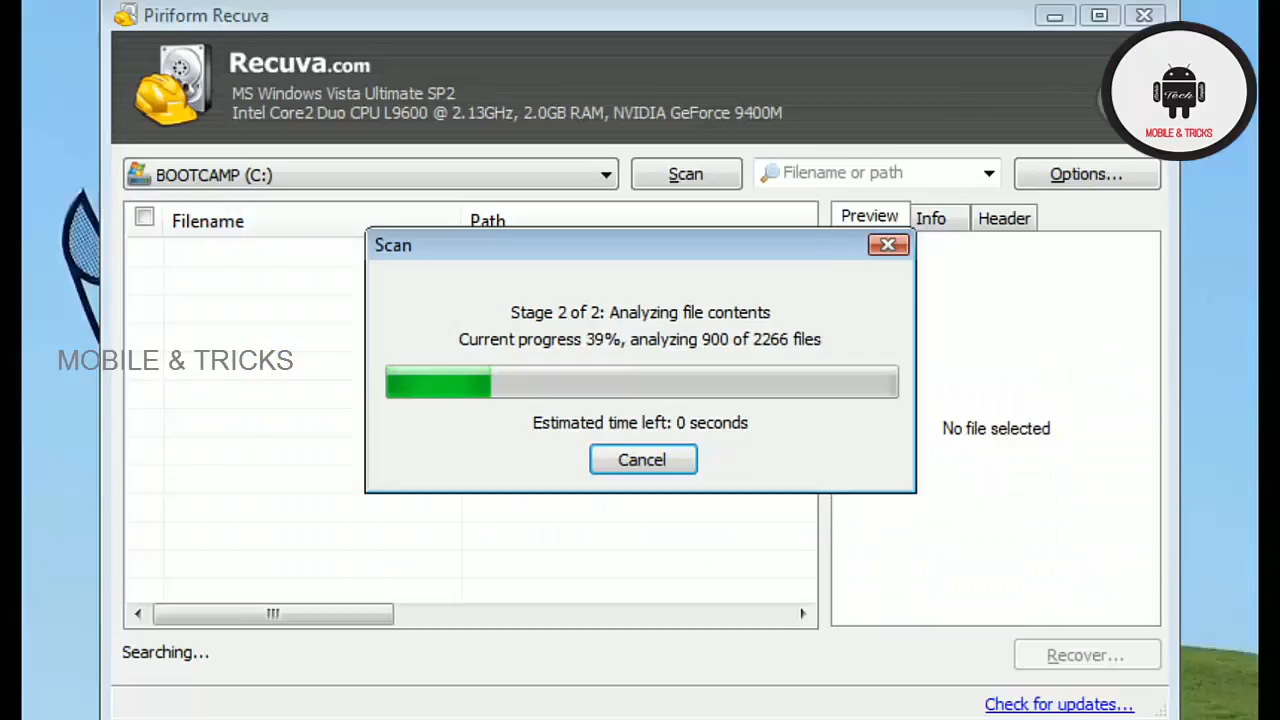 Piriform Recuva
Recuva.com
MS Windows Vista Ultimate SP2
Intel Core2 Duo CPU L9600 @ 2.13GHz, 2.0GB RAM, NVIDIA GeForce 9400M
Tech
MOBILE & TRICKS
BOOTCAMP (C:)
Scan
Filename or path
Options...
Filename
Path
Preview
Info
Header
Scan
Stage 2 of 2: Analyzing file contents
Current progress 39%, analyzing 900 of 2266 files
MOBILE & TRICKS
Estimated time left: 0 seconds
Cancel
No file selected
Searching...
Recover...
Check for updates...